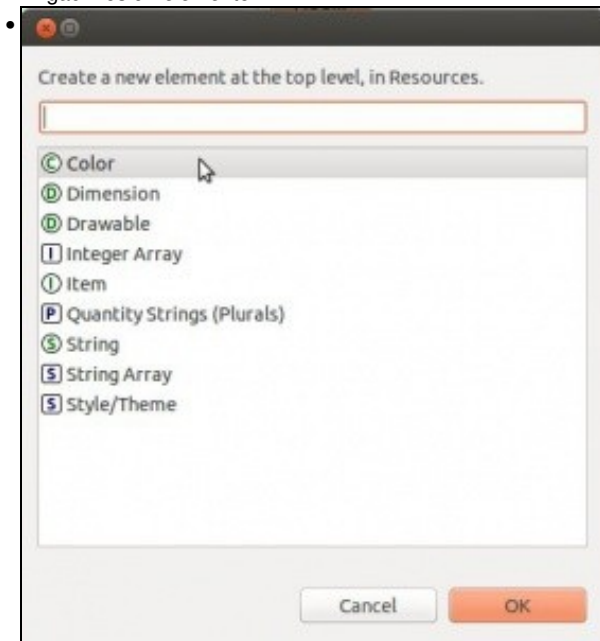 Create a new element at the top level, in Resources.
C Color
D Dimension
D Drawable
I Integer Array
I Item
P Quantity Strings (Plurals)
S String
S String Array
S Style/Theme
Cancel OK